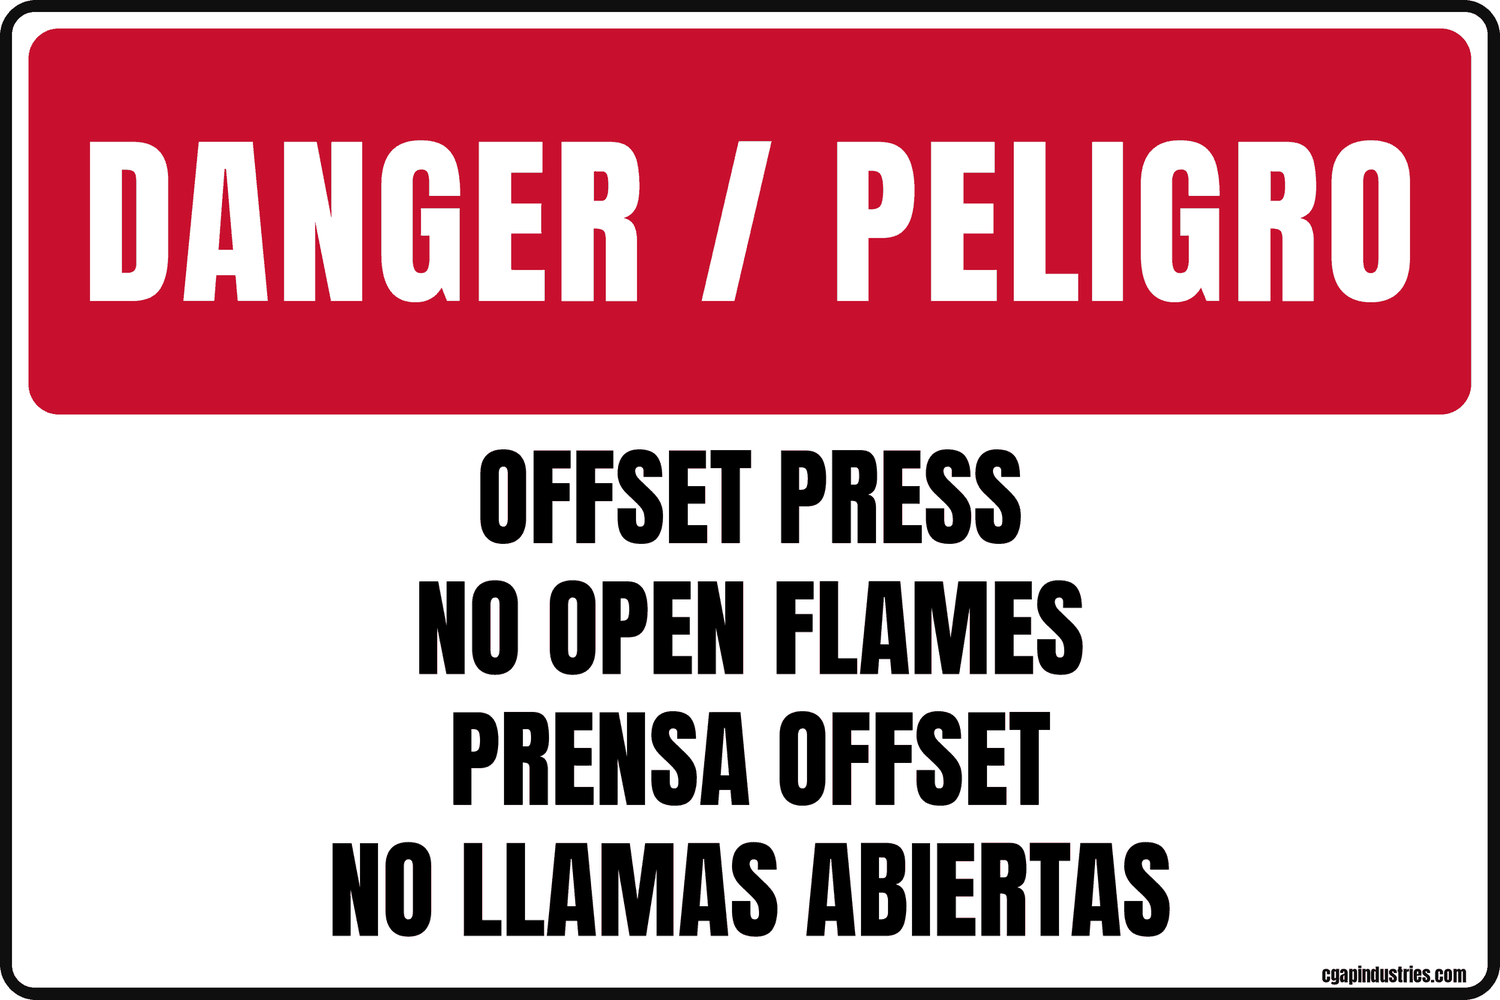 DANGER / PELIGRO
OFFSET PRESS
NO OPEN FLAMES
PRENSA OFFSET
NO LLAMAS ABIERTAS
cgapindustries.com